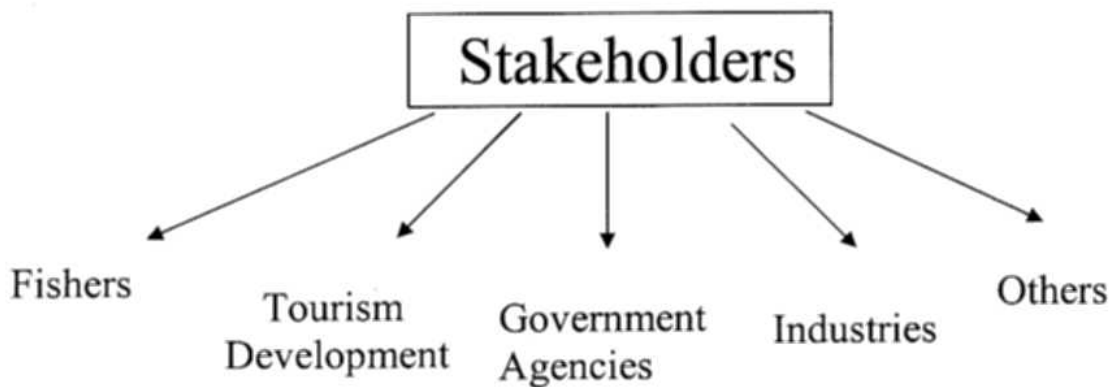 Stakeholders
Fishers
Tourism
Development
Government
Agencies
Industries
Others